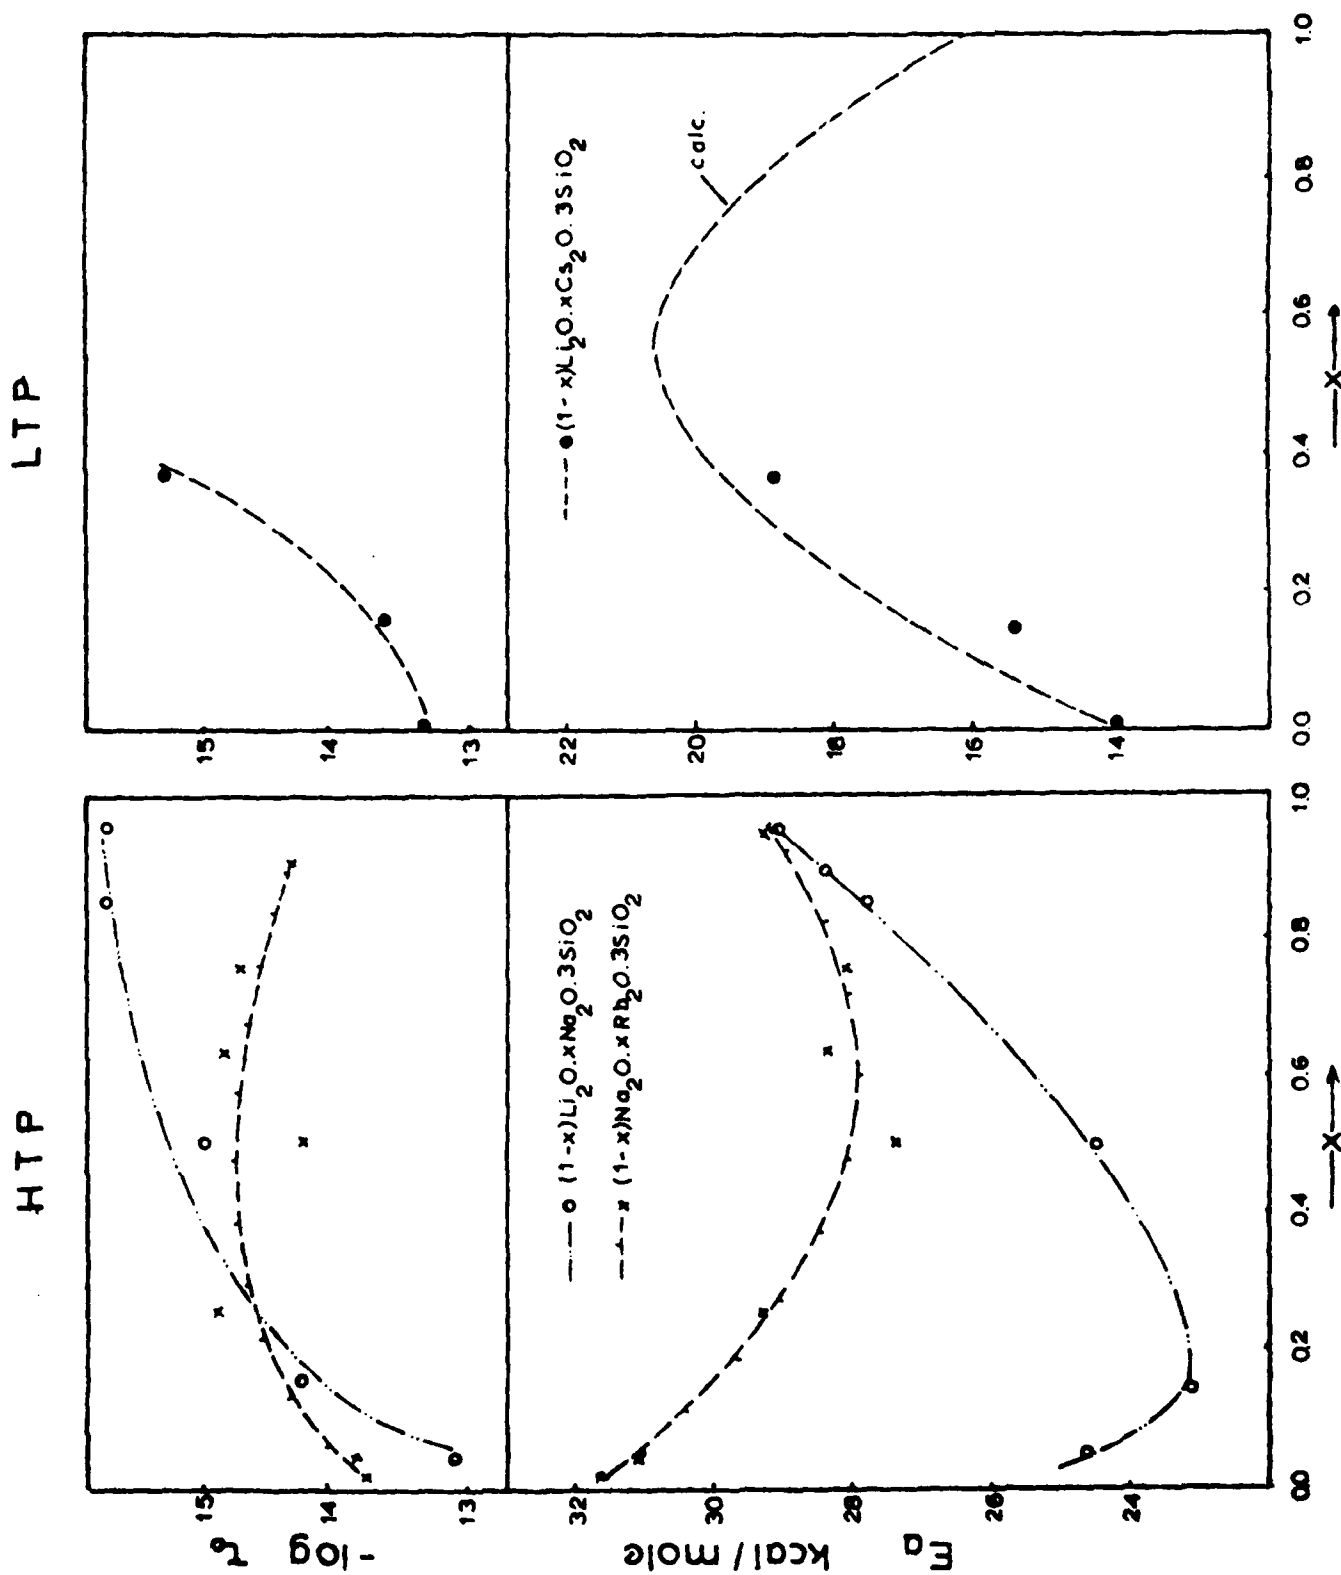 HTP
LTP
-log τ₀
15
14
13
15
14
13
Ea
kcal/mole
32
30
28
26
24
o (1-x)Li2O.xNa2O.3SiO2
x (1-x)Na2O.xRb2O.3SiO2
0.0 0.2 0.4 0.6 0.8 1.0
x
22
20
18
16
14
● (1-x)Li2O.xCs2O.3SiO2
calc.
0.0 0.2 0.4 0.6 0.8 1.0
x